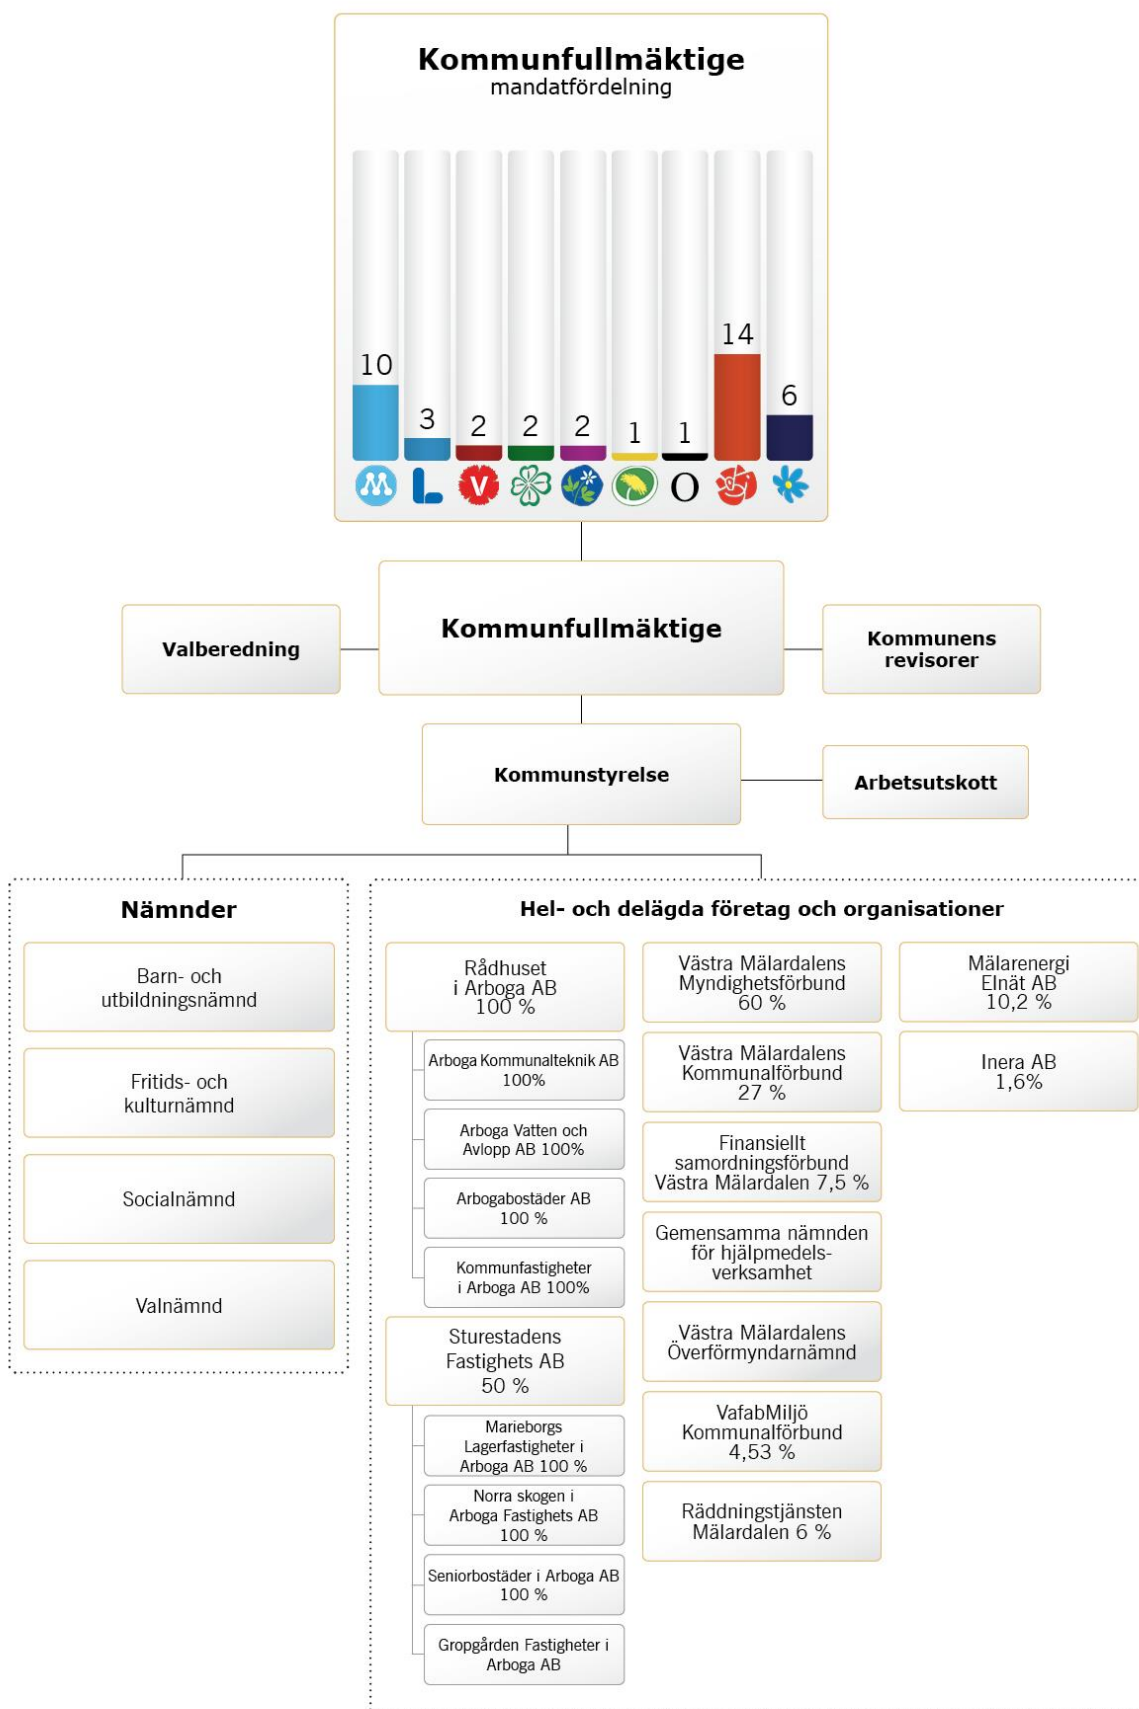 Kommunfullmäktige
mandatfördelning
10
3
2
2
2
1
1
14
6
V
O
Kommunfullmäktige
Valberedning
Kommunens
revisorer
Kommunstyrelse
Arbetsutskott
Nämnder
Barn- och
utbildningsnämnd
Fritids- och
kulturnämnd
Socialnämnd
Valnämnd
Hel- och delägda företag och organisationer
Rådhuset
i Arboga AB
100 %
Arboga Kommunalteknik AB
100%
Arboga Vatten och
Avlopp AB 100%
Arbogabostäder AB
100 %
Kommunfastigheter
i Arboga AB 100%
Sturestadens
Fastighets AB
50 %
Marieborgs
Lagerfastigheter i
Arboga AB 100 %
Norra skogen i
Arboga Fastighets AB
100 %
Seniorbostäder i Arboga AB
100 %
Gropgården Fastigheter i
Arboga AB
Västra Mälardalens
Myndighetsförbund
60 %
Västra Mälardalens
Kommunalförbund
27 %
Finansiellt
samordningsförbund
Västra Mälardalen 7,5 %
Gemensamma nämnden
för hjälpmedels-
verksamhet
Västra Mälardalens
Överförmyndarnämnd
VafabMiljö
Kommunalförbund
4,53 %
Räddningstjänsten
Mälardalen 6 %
Mälarenergi
Elnät AB
10,2 %
Inera AB
1,6%